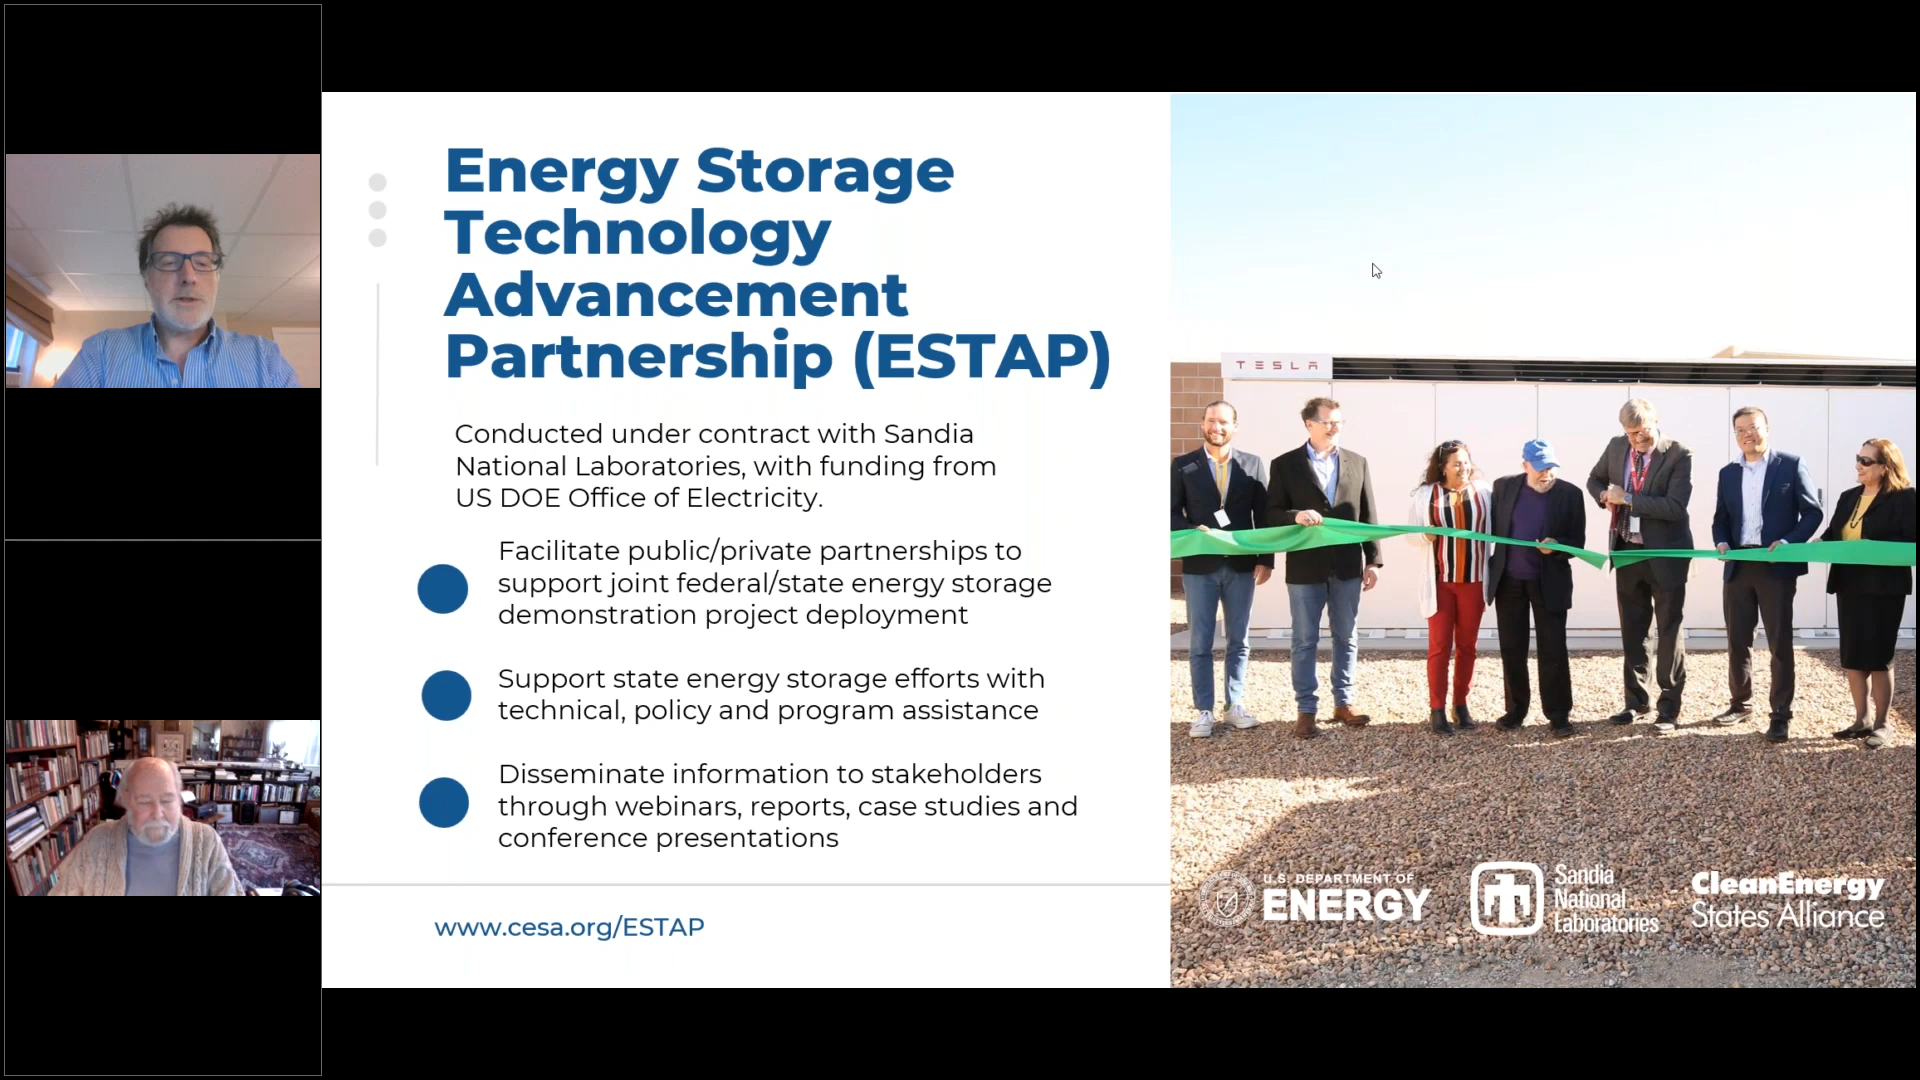 Energy Storage
Technology
Advancement
Partnership (ESTAP)
Conducted under contract with Sandia
National Laboratories, with funding from
US DOE Office of Electricity.
Facilitate public/private partnerships to
support joint federal/state energy storage
demonstration project deployment
Support state energy storage efforts with
technical, policy and program assistance
Disseminate information to stakeholders
through webinars, reports, case studies and
conference presentations
www.cesa.org/ESTAP
TESLA
U.S. DEPARTMENT OF
ENERGY
Sandia
National
Laboratories
CleanEnergy
States Alliance